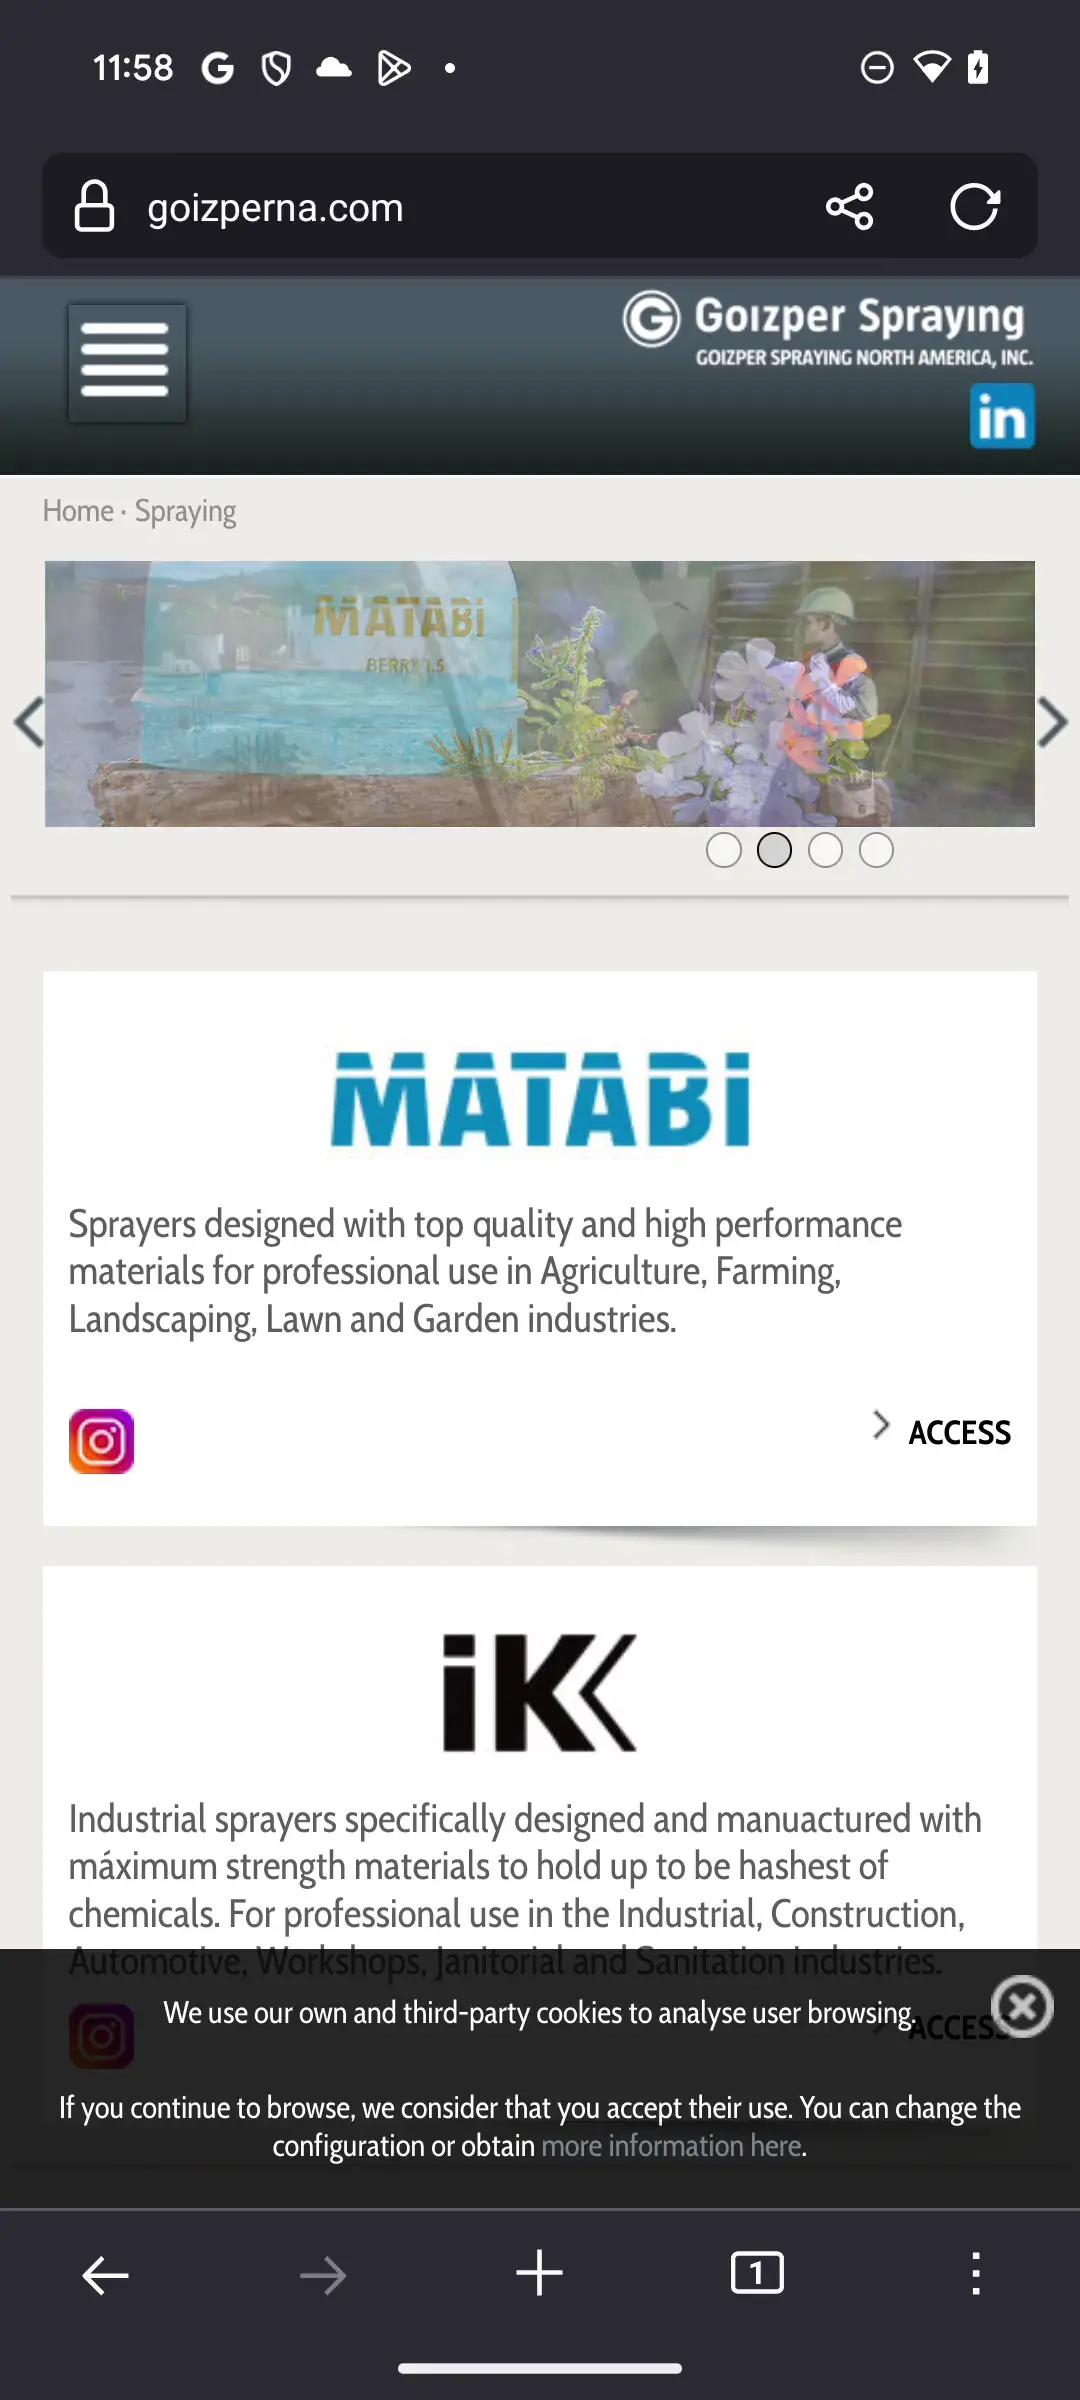 11:58
goizperna.com
Goizper Spraying
GOIZPER SPRAYING NORTH AMERICA, INC.
in
Home · Spraying
MATABi
BERRY 1.5
MATABi
Sprayers designed with top quality and high performance
materials for professional use in Agriculture, Farming,
Landscaping, Lawn and Garden industries.
ACCESS
iK
Industrial sprayers specifically designed and manuactured with
máximum strength materials to hold up to be hashest of
chemicals. For professional use in the Industrial, Construction,
Automotive, Workshops, Janitorial and Sanitation industries.
We use our own and third-party cookies to analyse user browsing.
ACCESS
If you continue to browse, we consider that you accept their use. You can change the
configuration or obtain more information here.
1